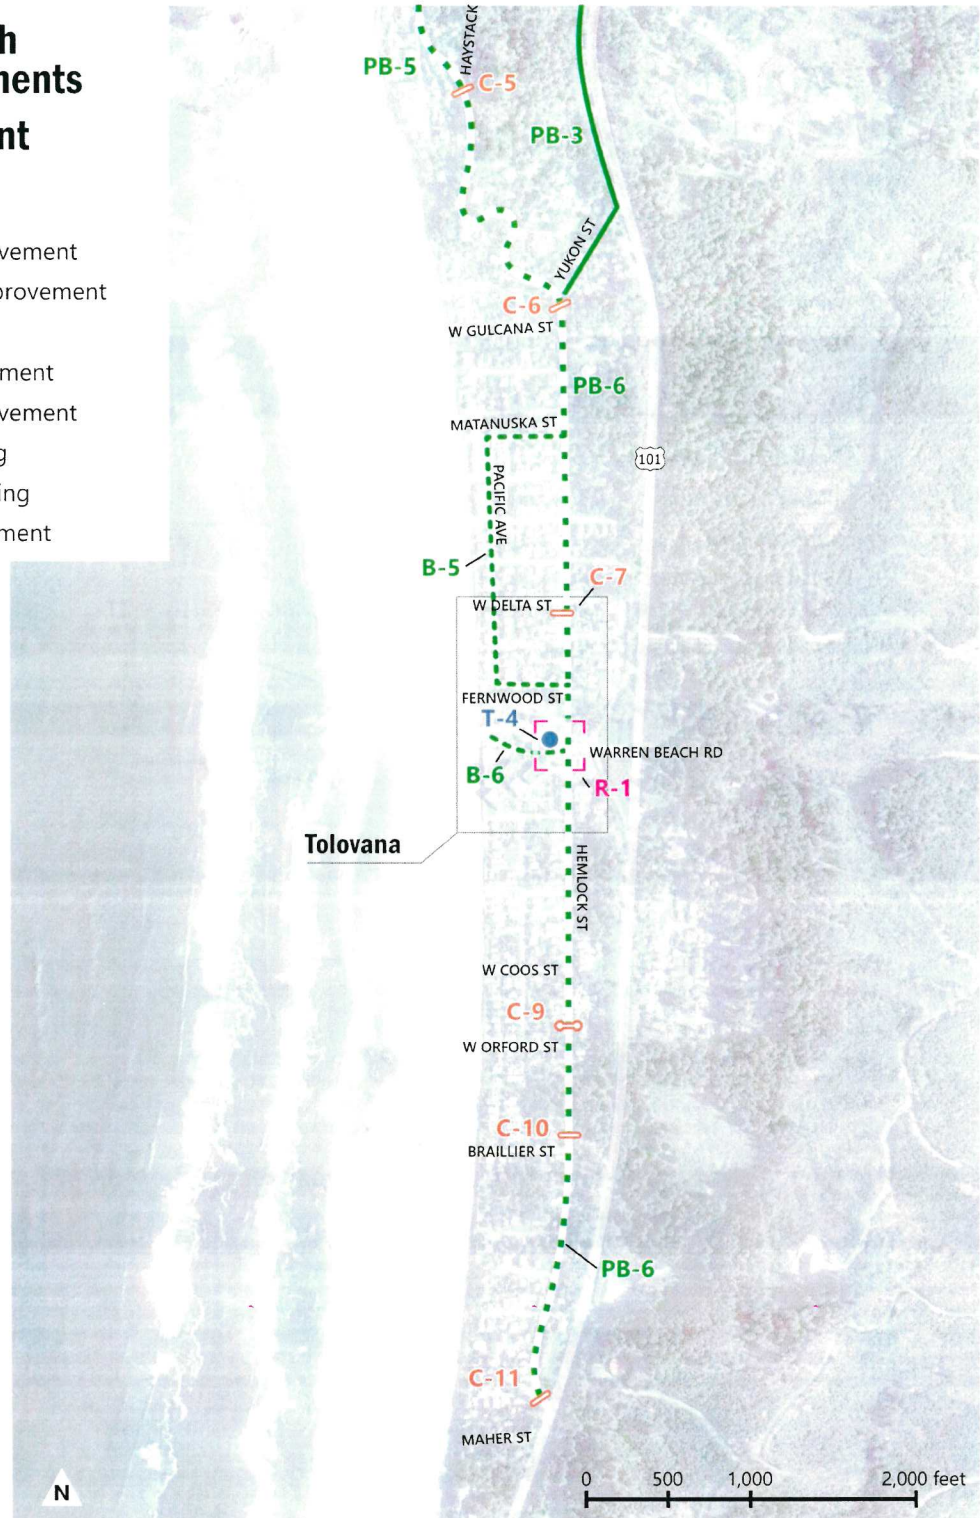 h
nents
nt
vement
provement
ment
vement
g
ing
ment
HAYSTACK
PB-5
C-5
PB-3
YUKON ST
C-6
W GULCANA ST
PB-6
MATANUSKA ST
101
PACIFIC AVE
B-5
C-7
W DELTA ST
FERNWOOD ST
T-4
WARREN BEACH RD
B-6
R-1
Tolovana
HEMLOCK ST
W COOS ST
C-9
W ORFORD ST
C-10
BRAILLIER ST
PB-6
C-11
MAHER ST
N
0 500 1,000 2,000 feet